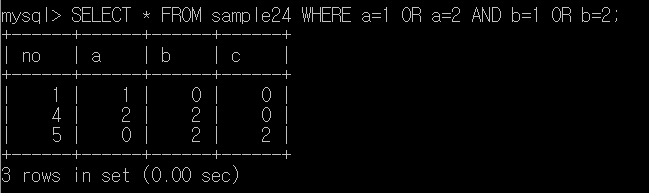 mysql> SELECT * FROM sample24 WHERE a=1 OR a=2 AND b=1 OR b=2;
+------+------+------+------+
| no   | a    | b    | c    |
+------+------+------+------+
|    1 |    1 |    0 |    0 |
|    4 |    2 |    2 |    0 |
|    5 |    0 |    2 |    2 |
+------+------+------+------+
3 rows in set (0.00 sec)